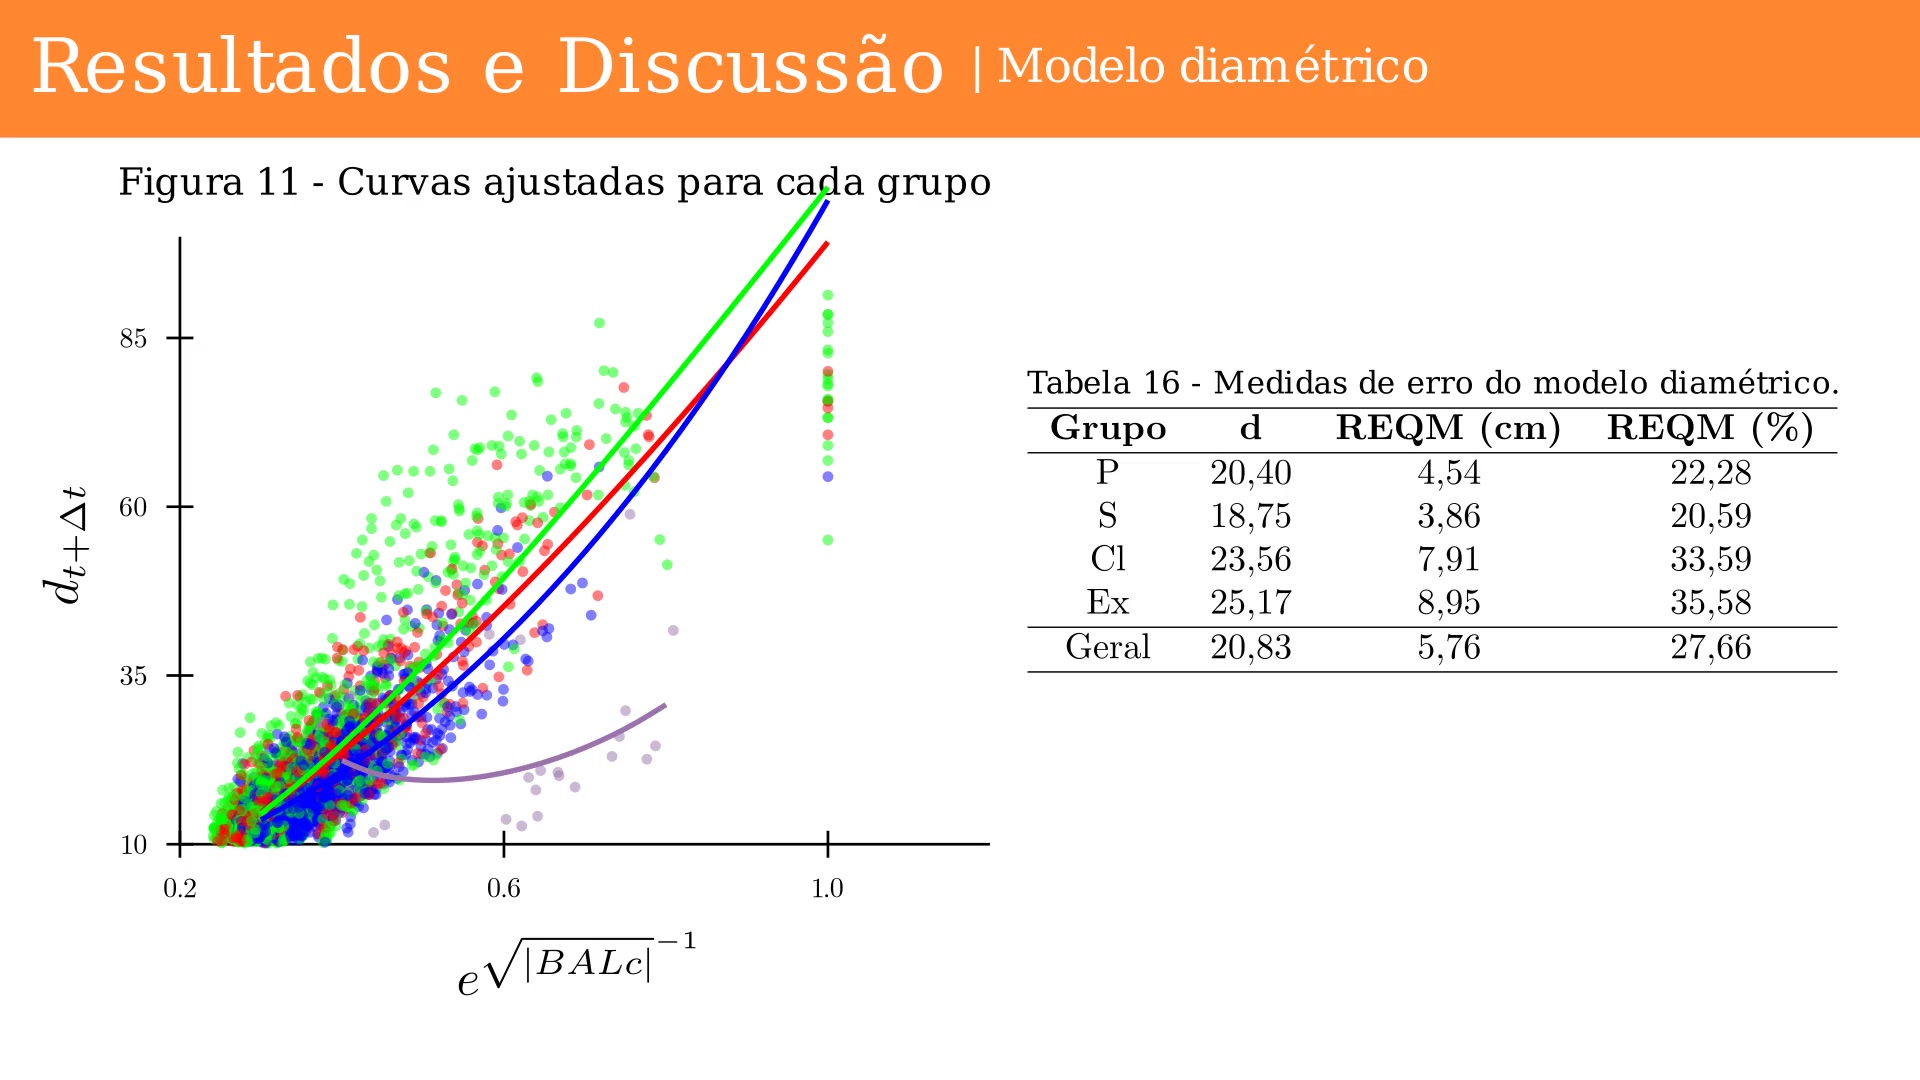 Resultados e Discussão | Modelo diamétrico
Figura 11 - Curvas ajustadas para cada grupo
85
60
35
10
0.2 0.6 1.0
d_{t+Δt}
e^{√|BALc|^{−1}}
Tabela 16 - Medidas de erro do modelo diamétrico.
Grupo d REQM (cm) REQM (%)
P 20,40 4,54 22,28
S 18,75 3,86 20,59
Cl 23,56 7,91 33,59
Ex 25,17 8,95 35,58
Geral 20,83 5,76 27,66